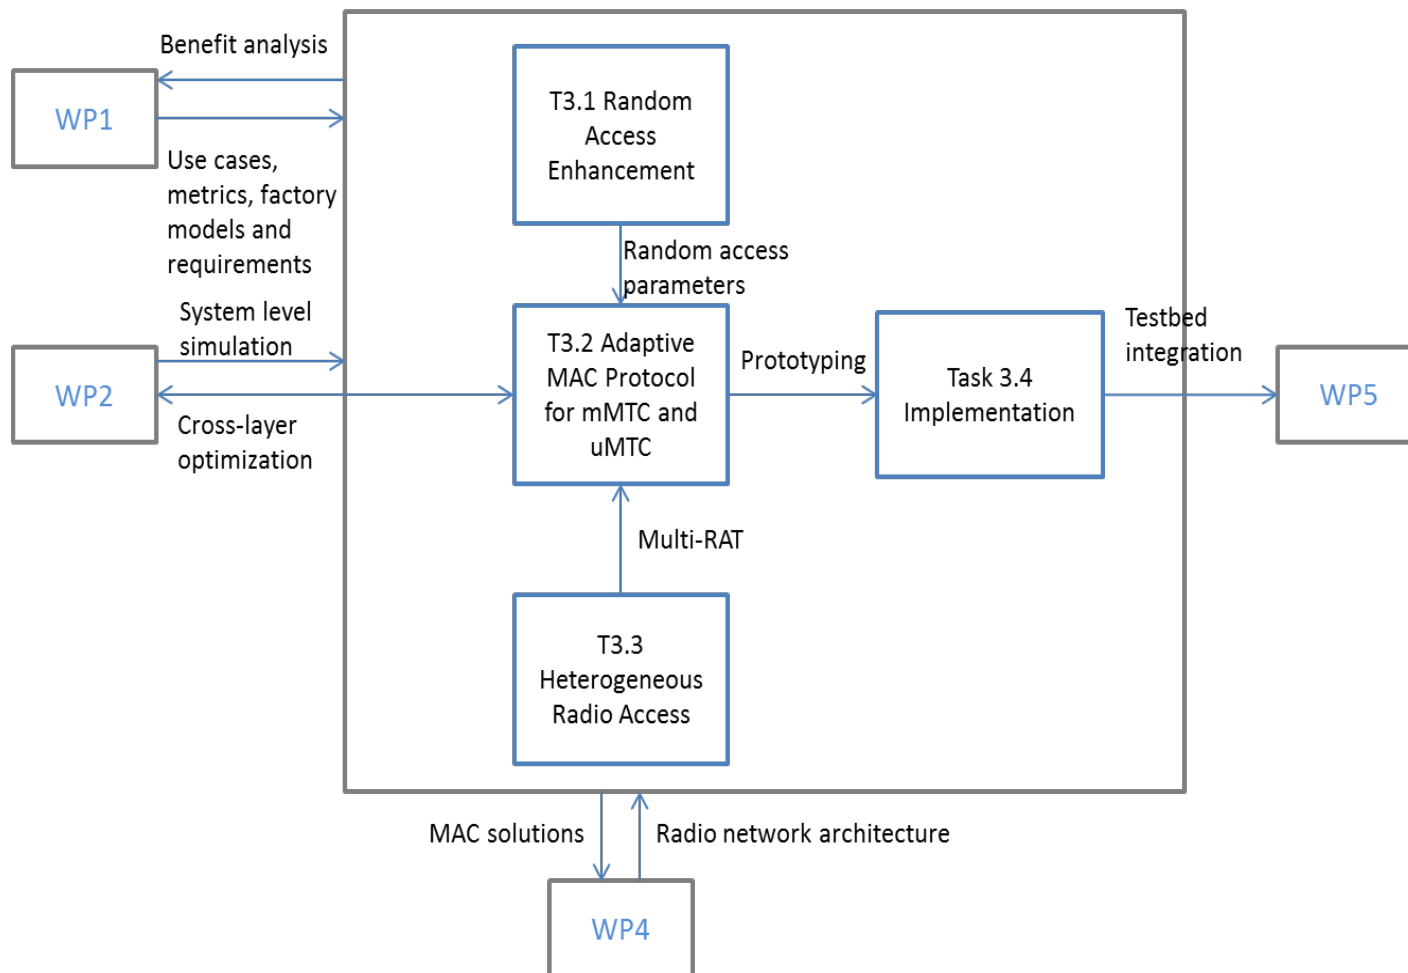 Benefit analysis
WP1
Use cases,
metrics, factory
models and
requirements
T3.1 Random
Access
Enhancement
Random access
parameters
System level
simulation
WP2
Cross-layer
optimization
T3.2 Adaptive
MAC Protocol
for mMTC and
uMTC
Prototyping
Task 3.4
Implementation
Testbed
integration
WP5
Multi-RAT
T3.3
Heterogeneous
Radio Access
MAC solutions
Radio network architecture
WP4